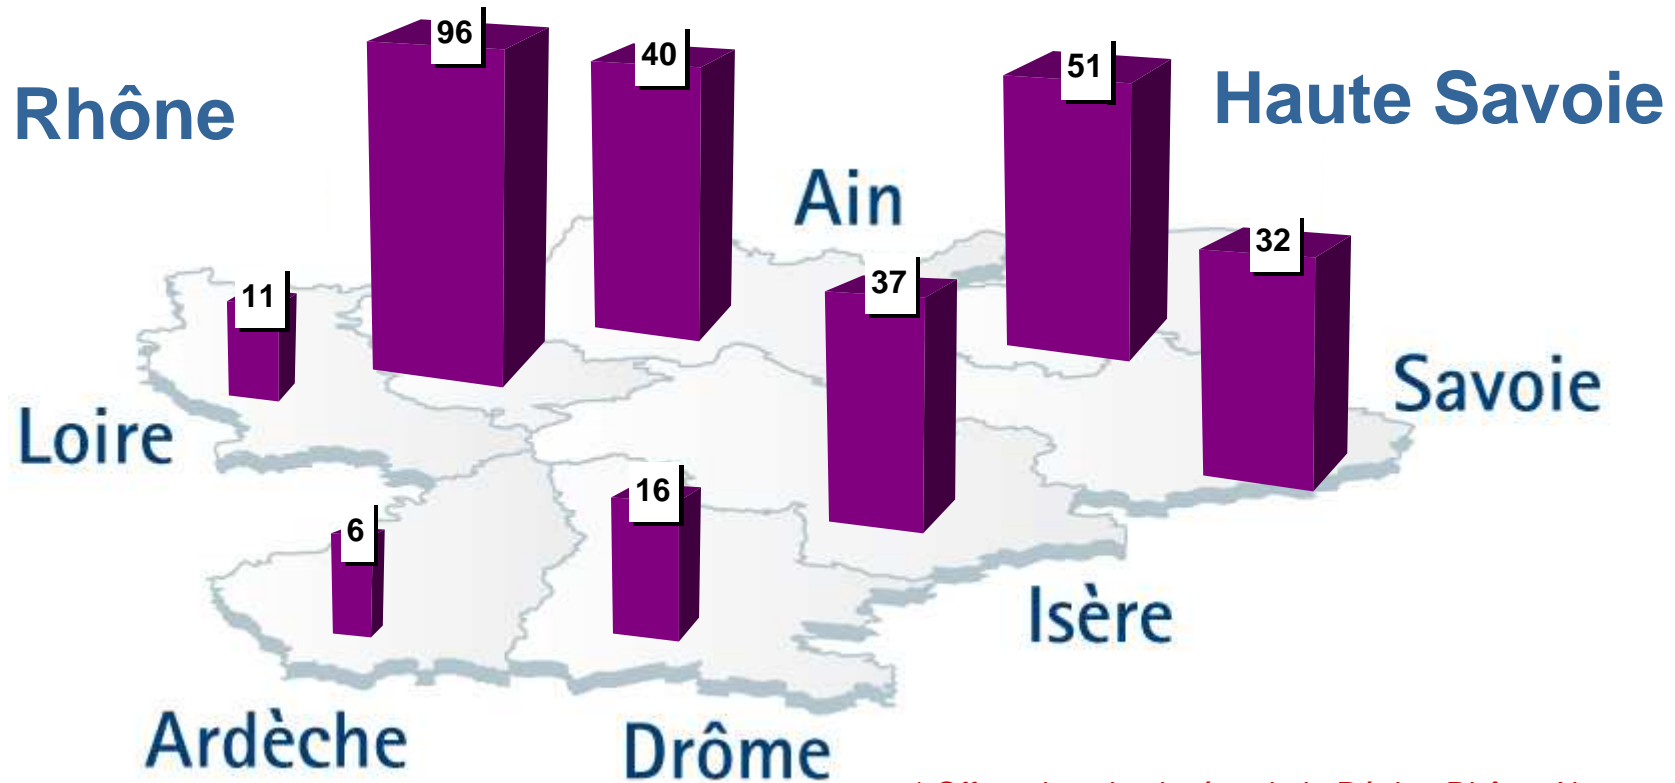 96
40
51
Rhône
Haute Savoie
Ain
32
11
37
Savoie
Loire
16
6
Isère
Ardèche
Drôme